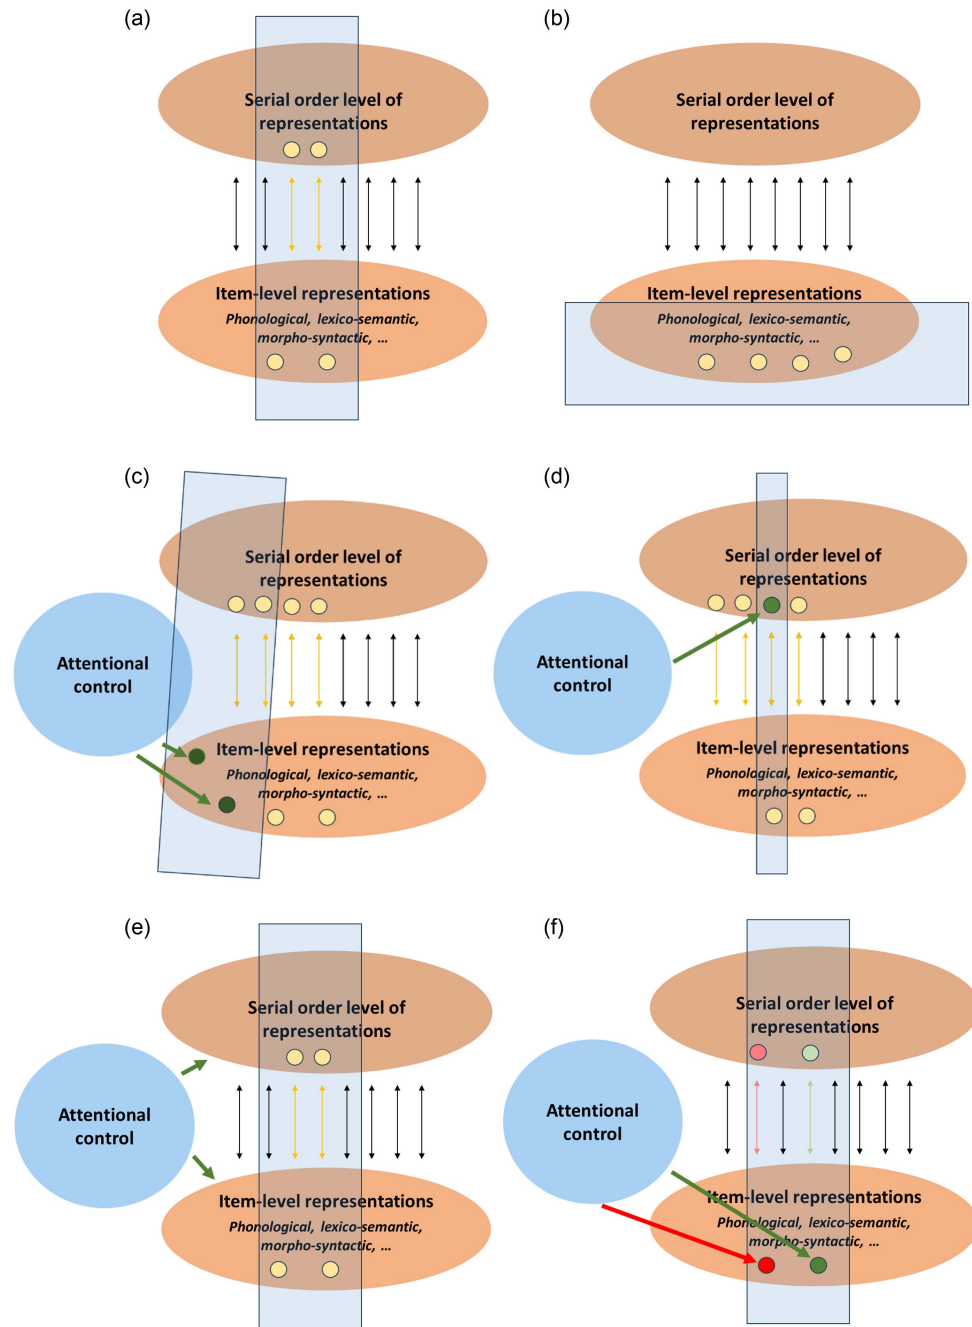 (a)
Serial order level of
representations
Item-level representations
Phonological, lexico-semantic,
morpho-syntactic, ...
(b)
Serial order level of
representations
Item-level representations
Phonological, lexico-semantic,
morpho-syntactic, ...
(c)
Serial order level of
representations
Attentional
control
Item-level representations
Phonological, lexico-semantic,
morpho-syntactic, ...
(d)
Serial order level of
representations
Attentional
control
Item-level representations
Phonological, lexico-semantic,
morpho-syntactic, ...
(e)
Serial order level of
representations
Attentional
control
Item-level representations
Phonological, lexico-semantic,
morpho-syntactic, ...
(f)
Serial order level of
representations
Attentional
control
Item-level representations
Phonological, lexico-semantic,
morpho-syntactic, ...